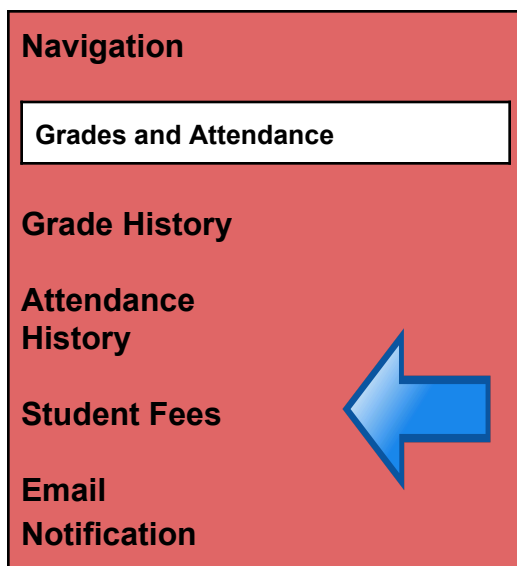 Navigation
Grades and Attendance
Grade History
Attendance
History
Student Fees
Email
Notification